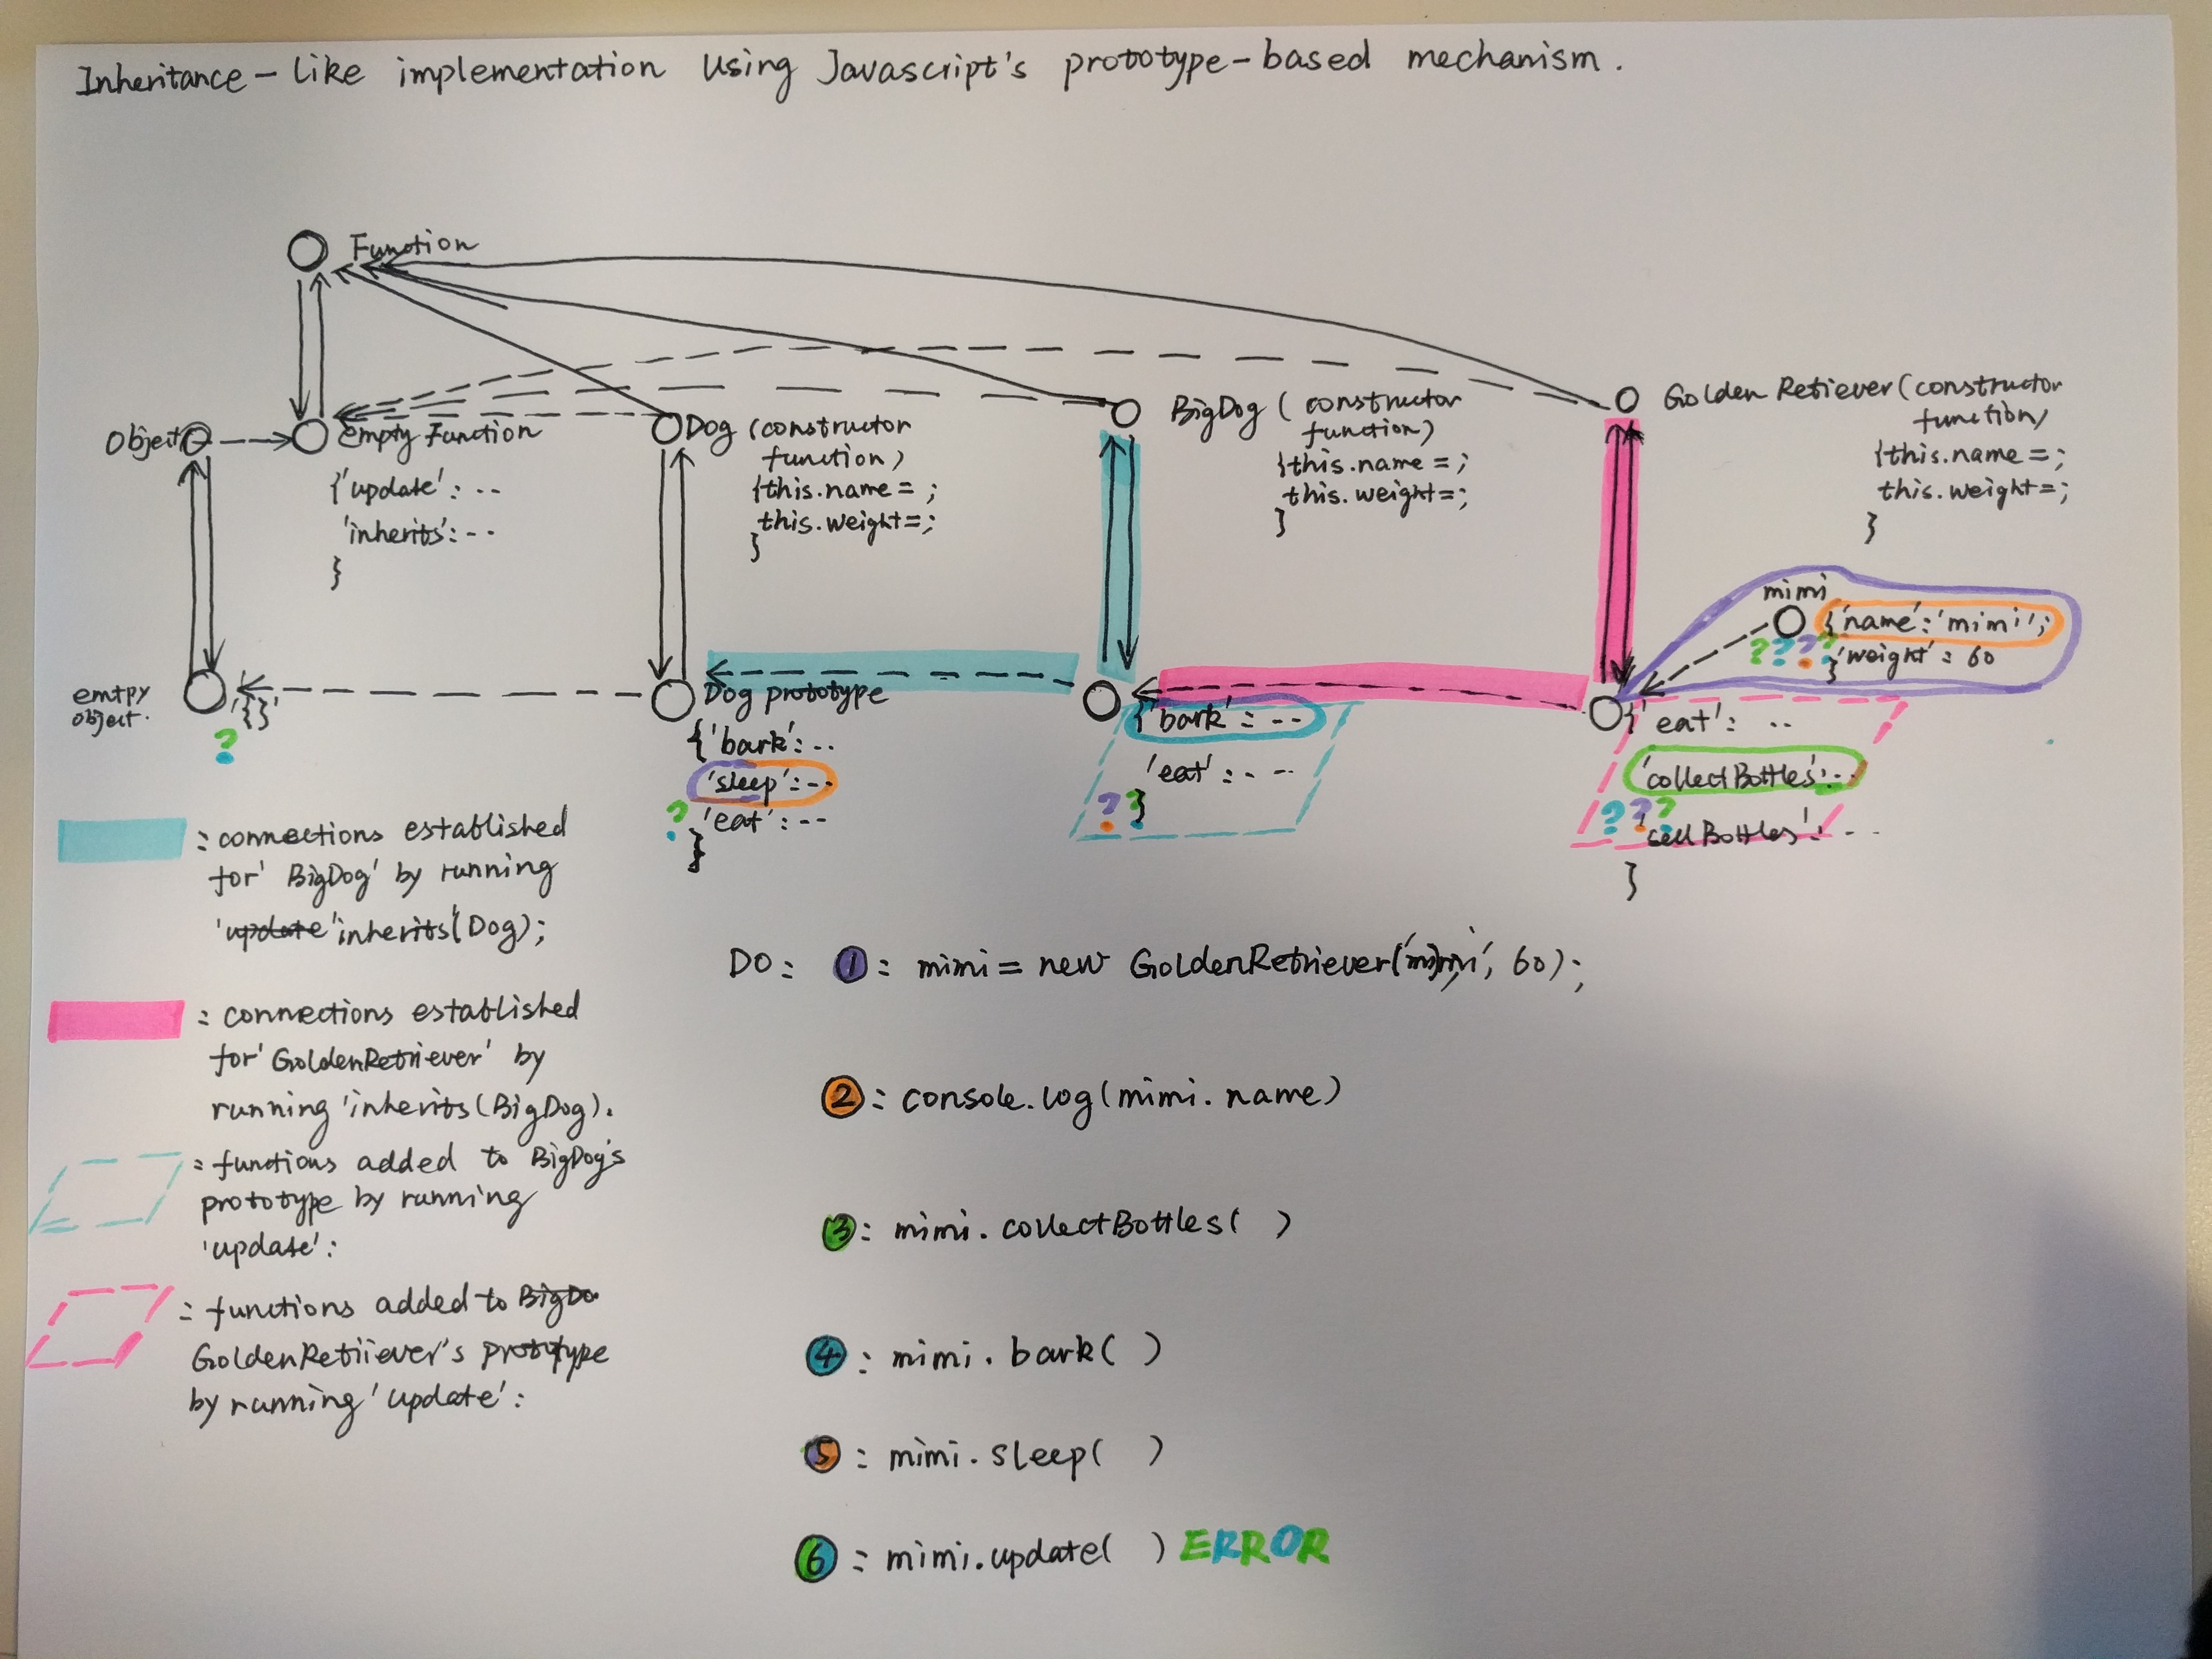 Inheritance-like implementation using Javascript's prototype-based mechanism.
Function
Object
empty Function
{'update': --
'inherits': --
}
Dog (constructor
function)
{this.name = ;
this.weight=;
}
BigDog ( constructor
function)
{this.name = ;
this.weight=;
}
Golden Retiever (constructor
function)
{this.name = ;
this.weight=;
}
mimi
{'name':'mimi';
'weight' = 60
}
? ? ? ?
emtpy
object.
'{}'
?
Dog prototype
{'bark': ..
'sleep': --
'eat': --
}
?
{'bark': --
'eat': - --
}
? ?
{'eat': ..
'collectBottles': ..
'sellBottles': --
}
? ? ?
: connections established
for' BigDog' by running
'update 'inherits'(Dog);
: connections established
for' GoldenRetriever' by
running 'inherits(BigDog).
: functions added to BigDog's
prototype by running
'update':
: functions added to BigDo
GoldenRetiiever's prototype
by running 'update':
DO: ①: mimi = new GoldenRetriever('mimi', 60);
②: console.log(mimi.name)
③: mimi.collectBottles( )
④: mimi.bark( )
⑤: mimi.sleep( )
⑥: mimi.update( ) ERROR